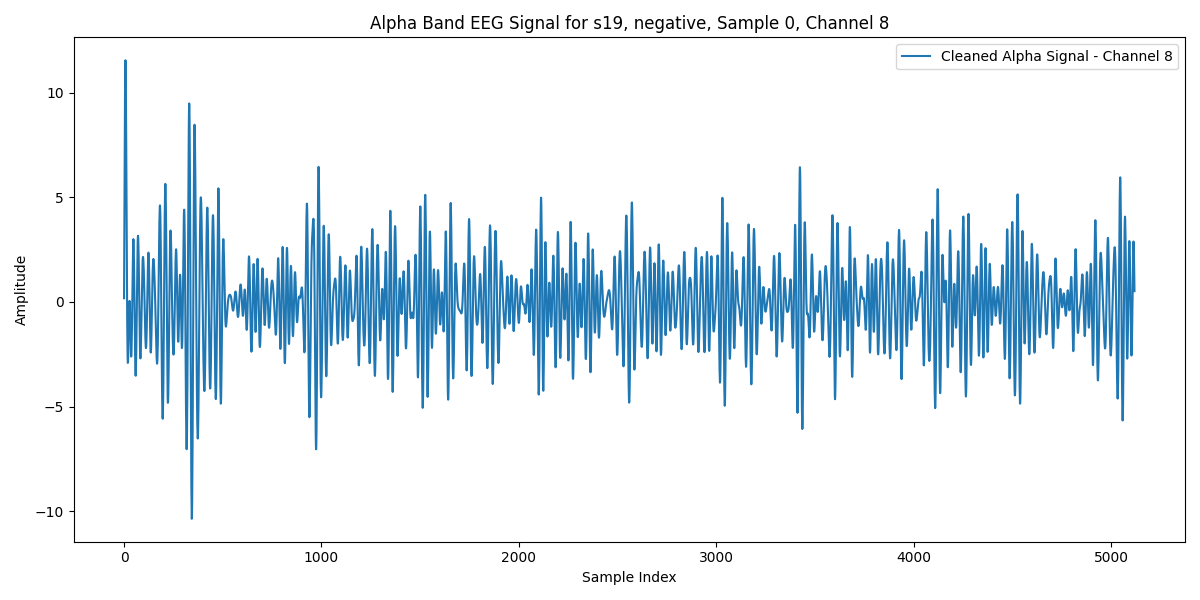 Alpha Band EEG Signal for s19, negative, Sample 0, Channel 8
Cleaned Alpha Signal - Channel 8
Amplitude
10
5
0
−5
−10
0 1000 2000 3000 4000 5000
Sample Index